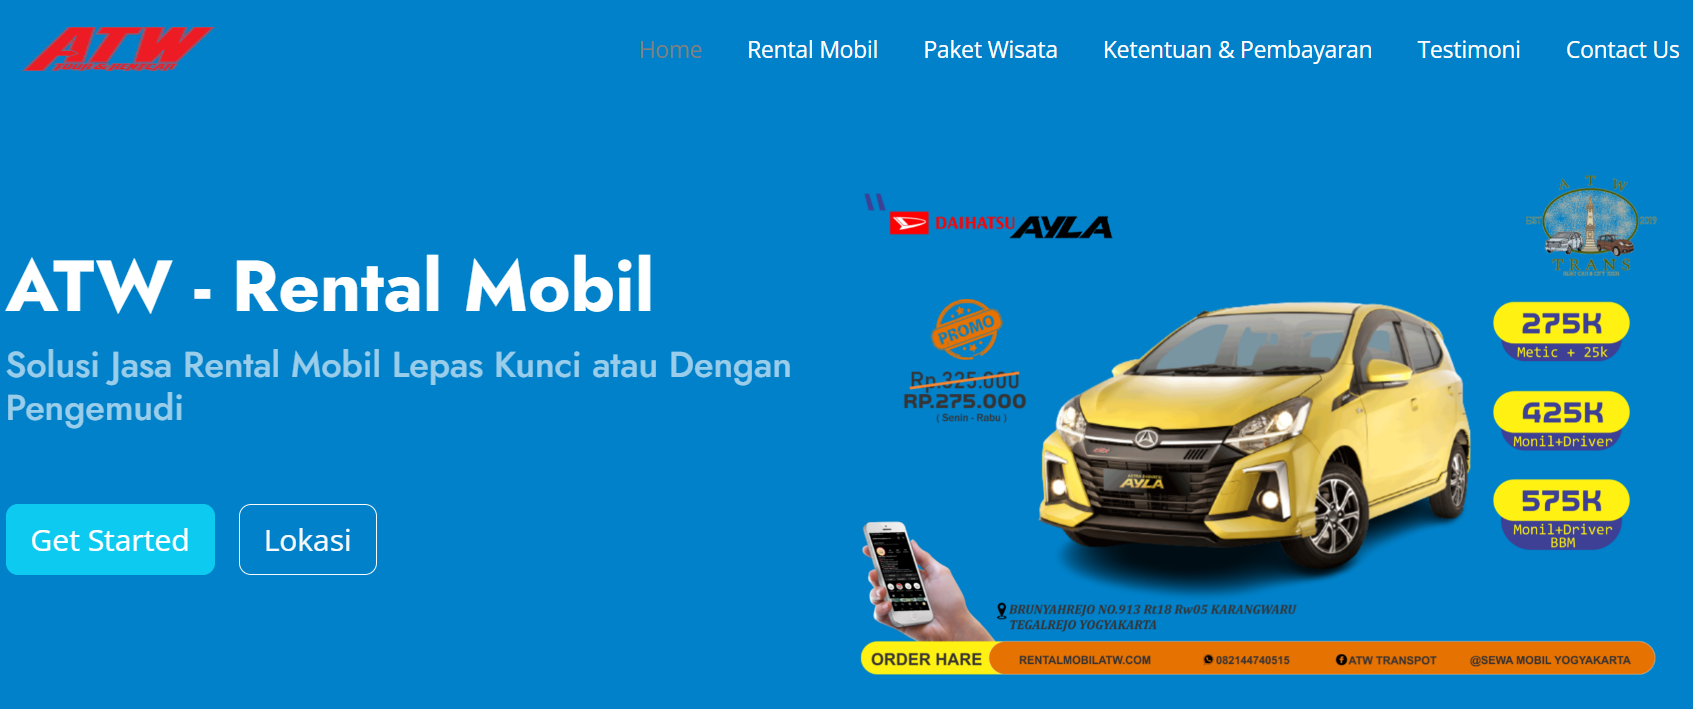 ATW
Home
Rental Mobil
Paket Wisata
Ketentuan & Pembayaran
Testimoni
Contact Us
ATW - Rental Mobil
Solusi Jasa Rental Mobil Lepas Kunci atau Dengan
Pengemudi
Get Started
Lokasi
DAIHATSU AYLA
ATW
TRANS
PROMO
Rp.325.000
RP.275.000
( Senin - Rabu )
AYLA
275K
Metic + 25k
425K
Monil+Driver
575K
Monil+Driver
BBM
BRUNYAHREJO NO.913 Rt18 Rw05 KARANGWARU
TEGALREJO YOGYAKARTA
ORDER HARE
RENTALMOBILATW.COM
082144740515
ATW TRANSPOT
@SEWA MOBIL YOGYAKARTA